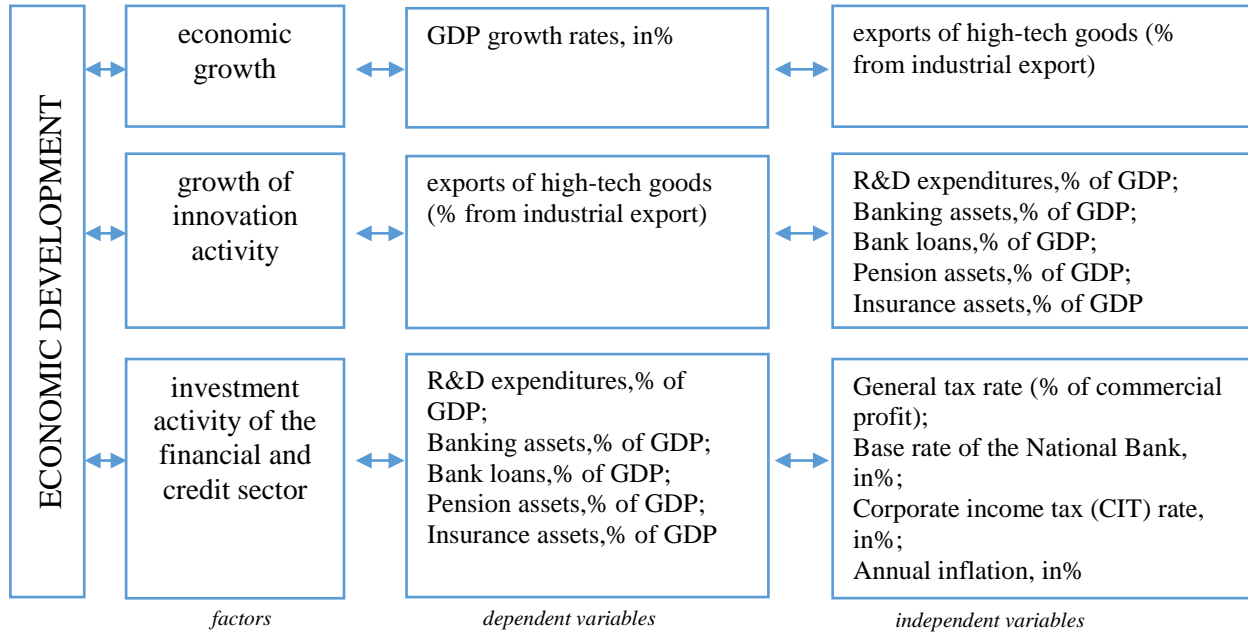 ECONOMIC DEVELOPMENT
economic
growth
GDP growth rates, in%
exports of high-tech goods (%
from industrial export)
growth of
innovation
activity
exports of high-tech goods
(% from industrial export)
R&D expenditures,% of GDP;
Banking assets,% of GDP;
Bank loans,% of GDP;
Pension assets,% of GDP;
Insurance assets,% of GDP
investment
activity of the
financial and
credit sector
R&D expenditures,% of
GDP;
Banking assets,% of GDP;
Bank loans,% of GDP;
Pension assets,% of GDP;
Insurance assets,% of GDP
General tax rate (% of commercial
profit);
Base rate of the National Bank,
in%;
Corporate income tax (CIT) rate,
in%;
Annual inflation, in%
factors
dependent variables
independent variables